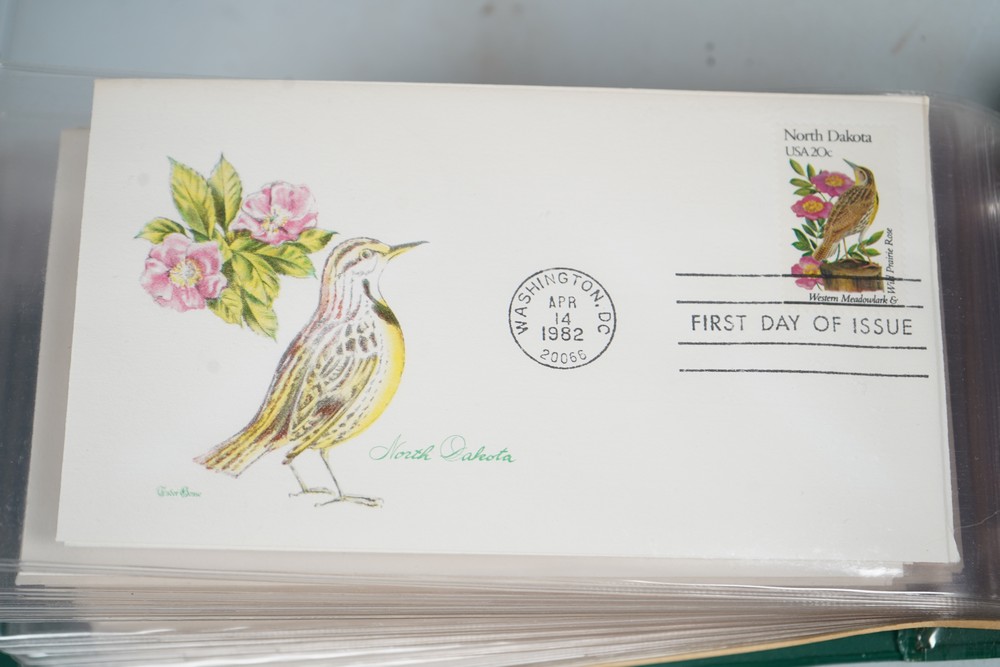 North Dakota
USA 20c
Wild Prairie Rose
Western Meadowlark &
WASHINGTON, DC
APR
14
1982
20066
FIRST DAY OF ISSUE
North Dakota